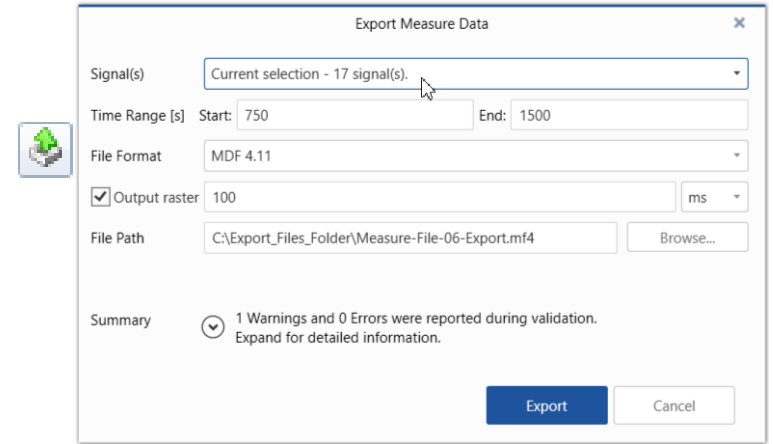 Export Measure Data
Signal(s) Current selection - 17 signal(s).
Time Range [s] Start: 750 End: 1500
File Format MDF 4.11
Output raster 100 ms
File Path C:\Export_Files_Folder\Measure-File-06-Export.mf4 Browse...
Summary 1 Warnings and 0 Errors were reported during validation.
Expand for detailed information.
Export Cancel